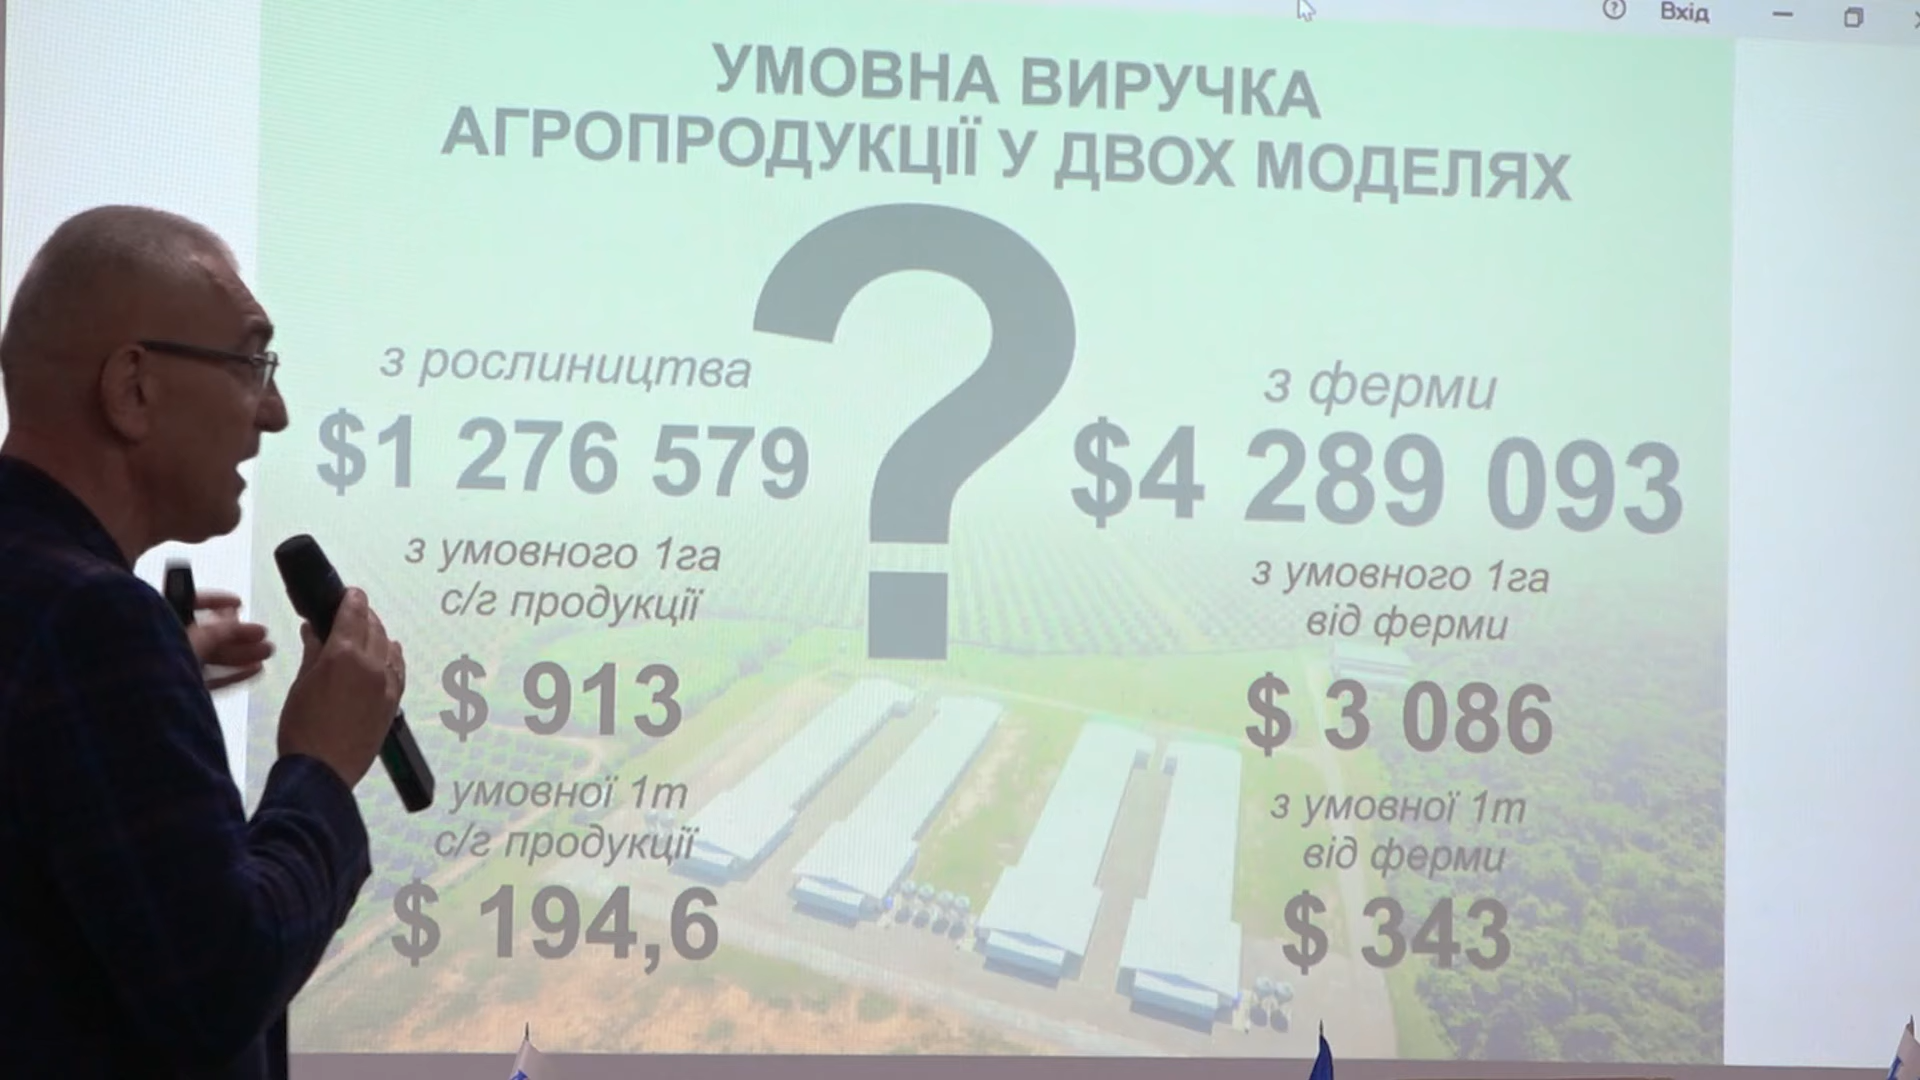 Вхід
УМОВНА ВИРУЧКА
АГРОПРОДУКЦІЇ У ДВОХ МОДЕЛЯХ
?
з рослиництва
$1 276 579
з умовного 1га
с/г продукції
$ 913
умовної 1т
с/г продукції
$ 194,6
з ферми
$4 289 093
з умовного 1га
від ферми
$ 3 086
з умовної 1т
від ферми
$ 343